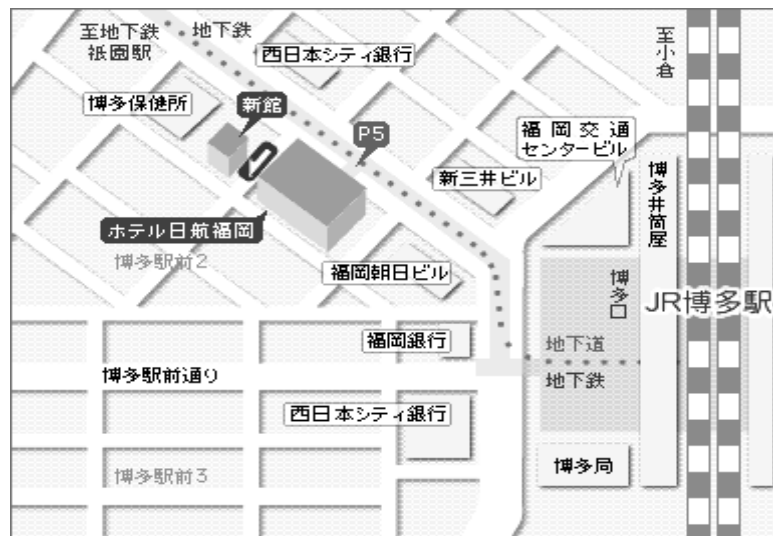 至地下鉄
祇園駅
地下鉄
西日本シティ銀行
至小倉
博多保健所
新館
P5
福岡交通
センタービル
新三井ビル
博多井筒屋
ホテル日航福岡
博多駅前2
福岡朝日ビル
博多口
JR博多駅
福岡銀行
地下道
博多駅前通り
地下鉄
西日本シティ銀行
博多駅前3
博多局